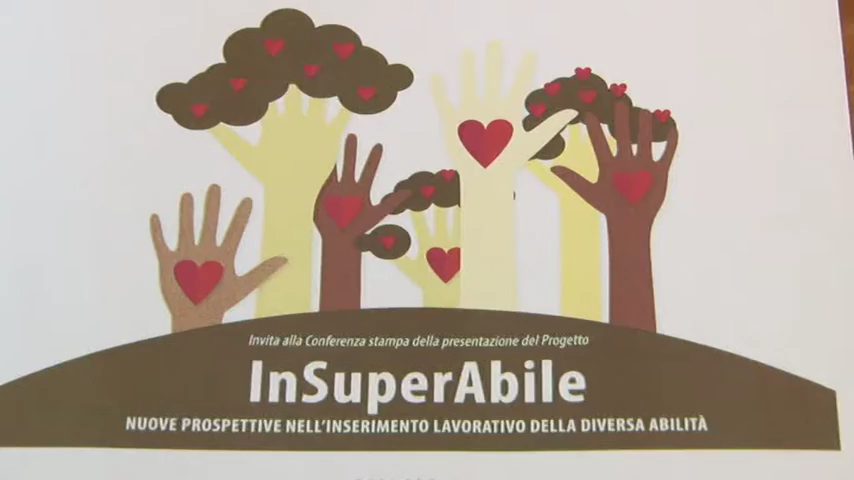 Invita alla Conferenza stampa della presentazione del Progetto
InSuperAbile
NUOVE PROSPETTIVE NELL'INSERIMENTO LAVORATIVO DELLA DIVERSA ABILITÀ